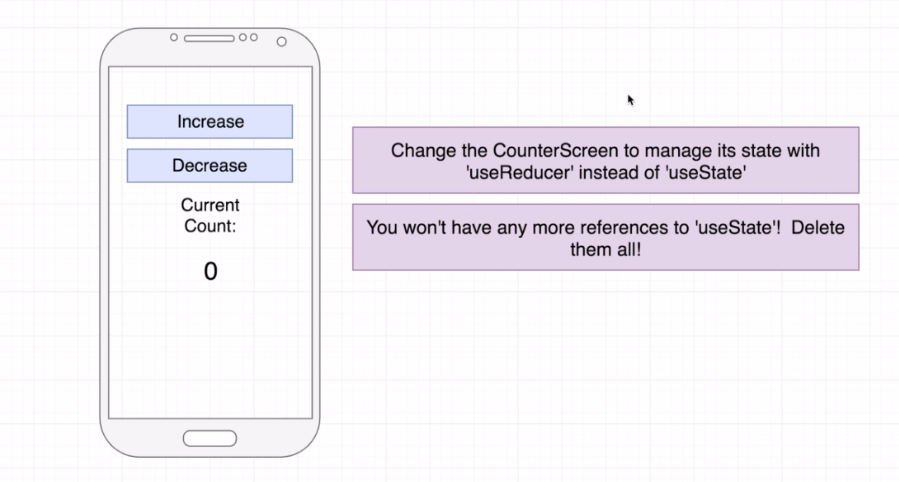 Increase
Decrease
Current
Count:
0
Change the CounterScreen to manage its state with
'useReducer' instead of 'useState'
You won't have any more references to 'useState'! Delete
them all!